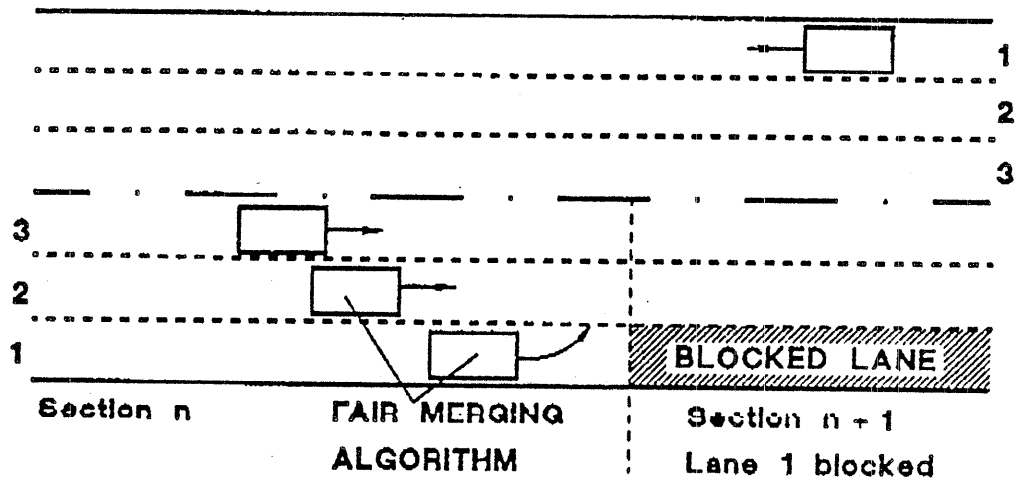 1
2
3
3
2
1
BLOCKED LANE
Section n
FAIR MERGING
ALGORITHM
Section n + 1
Lane 1 blocked